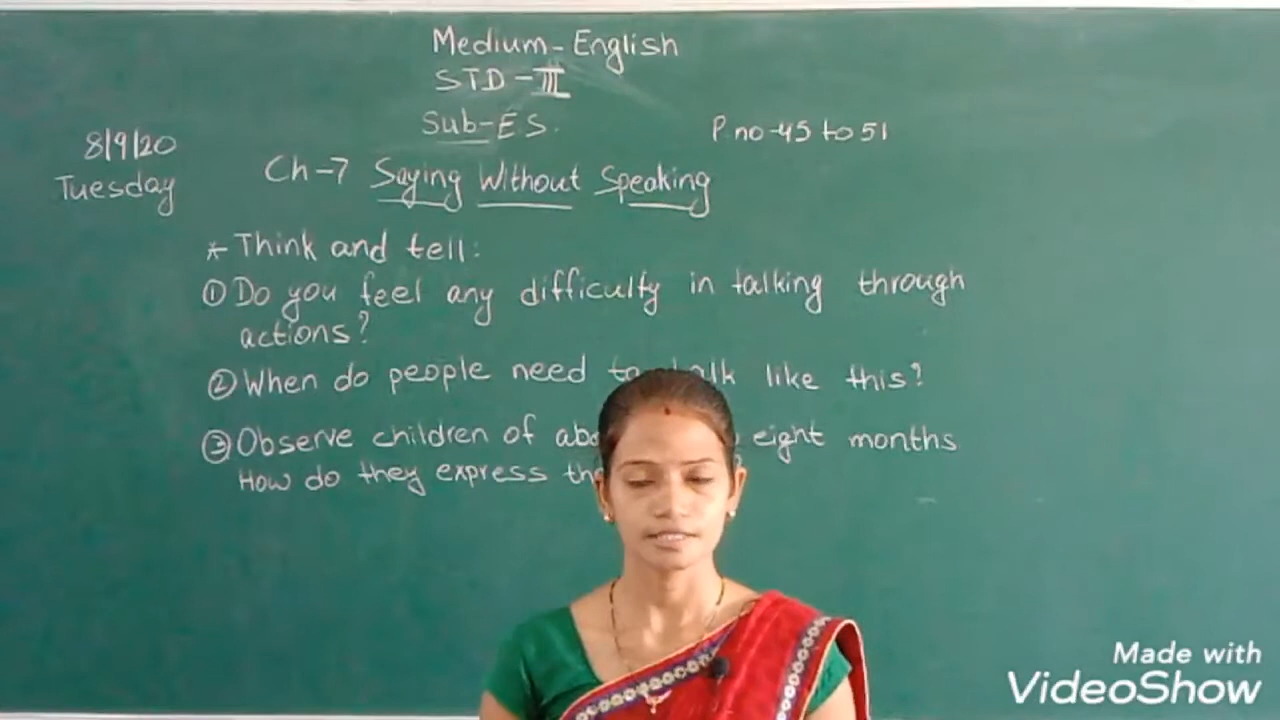 Medium-English
STD-III
Sub-ES.
P no-45 to 51
8/9/20
Tuesday
Ch-7 Saying Without Speaking
* Think and tell:
① Do you feel any difficulty in talking through
actions?
② When do people need to talk like this?
③ Observe children of eight months
How do they express
Made with
VideoShow